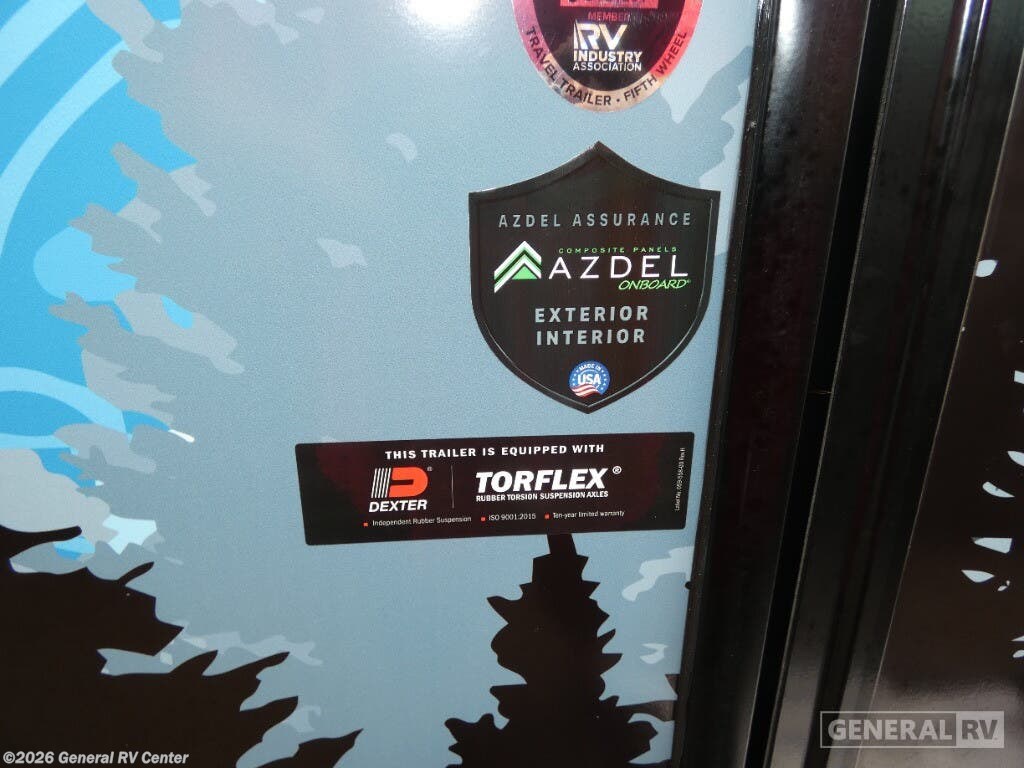 MEMBER
RV
INDUSTRY
ASSOCIATION
TRAVEL TRAILER • FIFTH WHEEL
AZDEL ASSURANCE
COMPOSITE PANELS
AZDEL
ONBOARD®
EXTERIOR
INTERIOR
MADE IN
USA
THIS TRAILER IS EQUIPPED WITH
DEXTER®
TORFLEX®
RUBBER TORSION SUSPENSION AXLES
Independent Rubber Suspension
ISO 9001:2015
Ten-year limited warranty
GENERAL RV
©2026 General RV Center